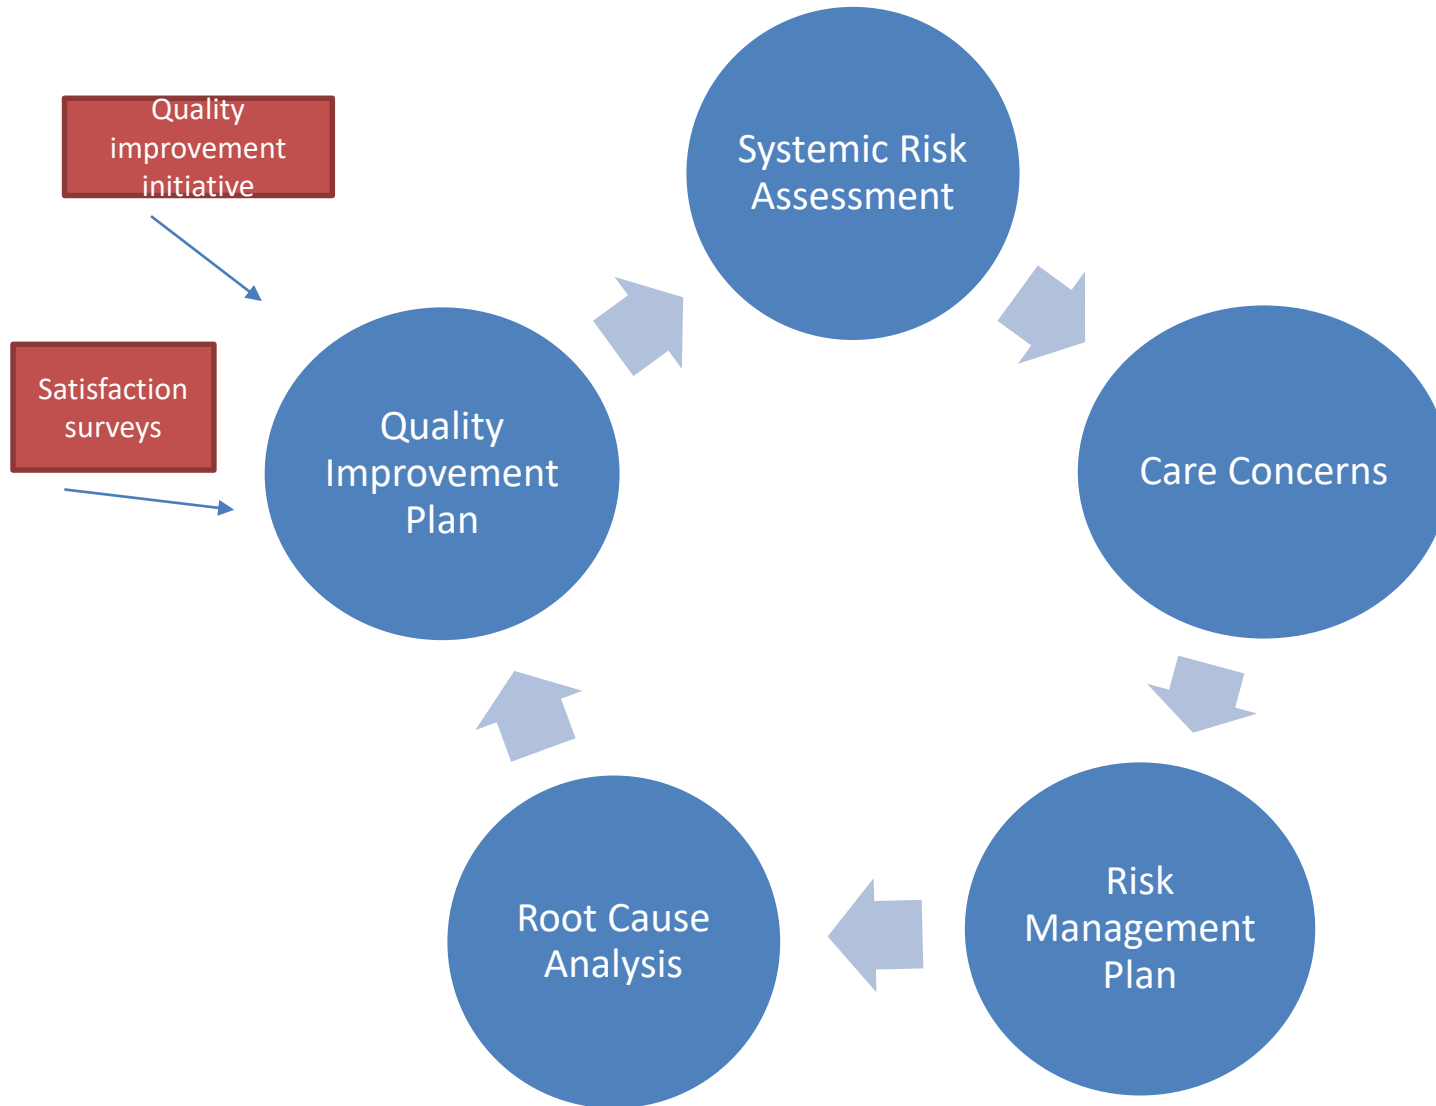 Quality
improvement
initiative
Systemic Risk
Assessment
Satisfaction
surveys
Quality
Improvement
Plan
Care Concerns
Root Cause
Analysis
Risk
Management
Plan